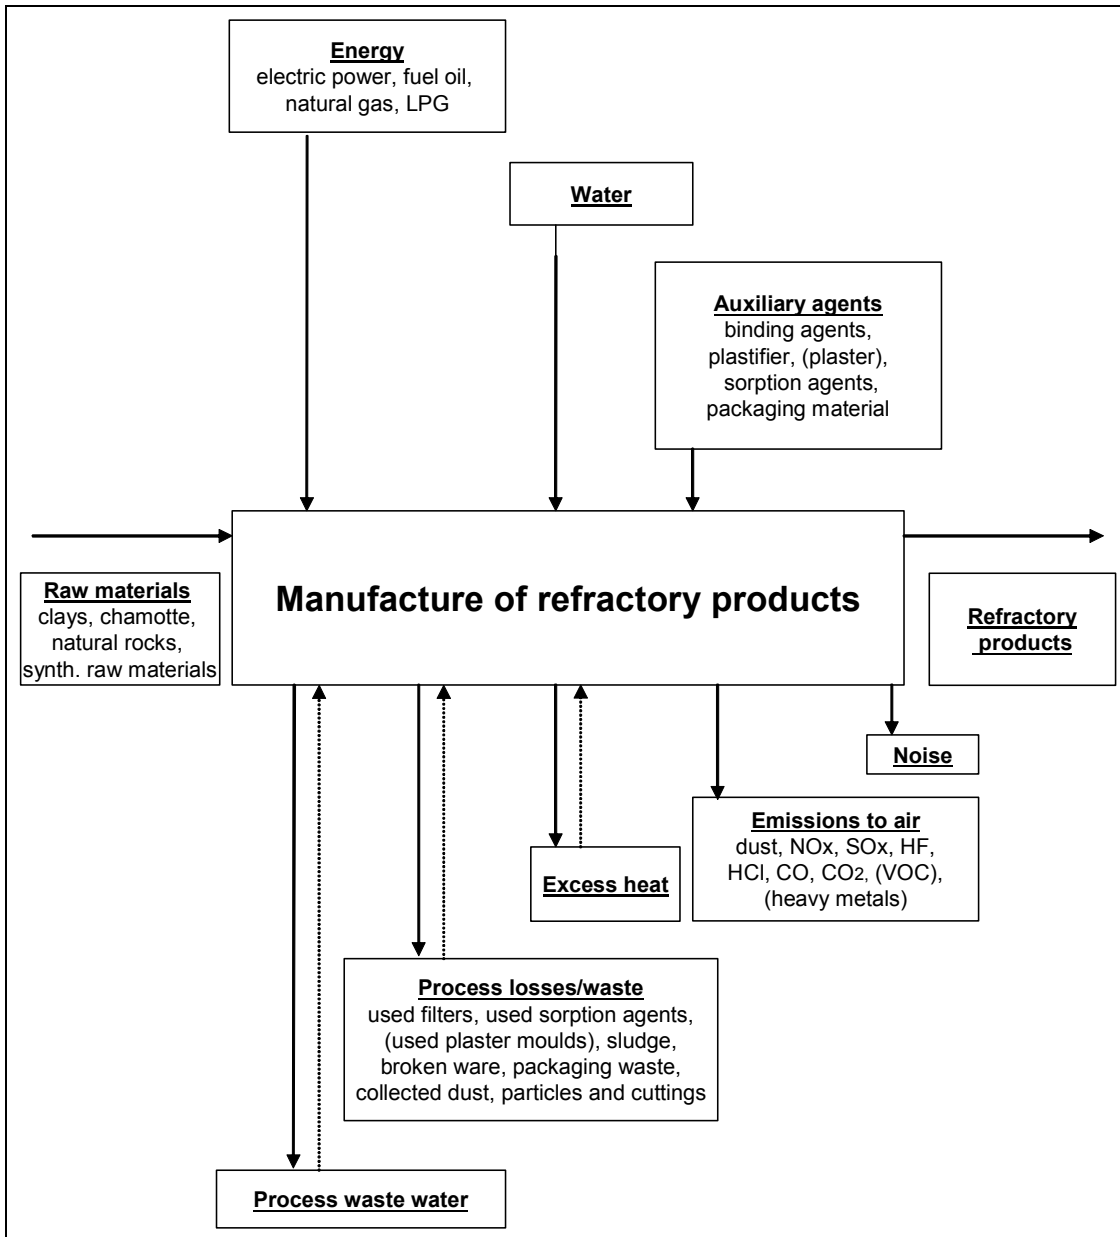 Energy
electric power, fuel oil,
natural gas, LPG
Water
Auxiliary agents
binding agents,
plastifier, (plaster),
sorption agents,
packaging material
Raw materials
clays, chamotte,
natural rocks,
synth. raw materials
Manufacture of refractory products
Refractory
products
Noise
Emissions to air
dust, NOx, SOx, HF,
HCl, CO, CO2, (VOC),
(heavy metals)
Excess heat
Process losses/waste
used filters, used sorption agents,
(used plaster moulds), sludge,
broken ware, packaging waste,
collected dust, particles and cuttings
Process waste water